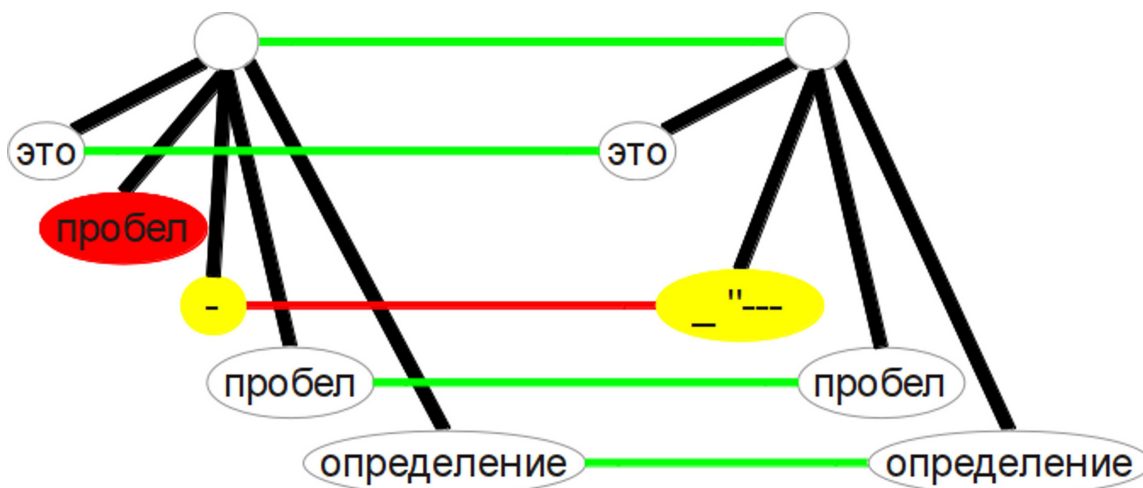 это это
пробел
- _ "---
пробел пробел
определение определение